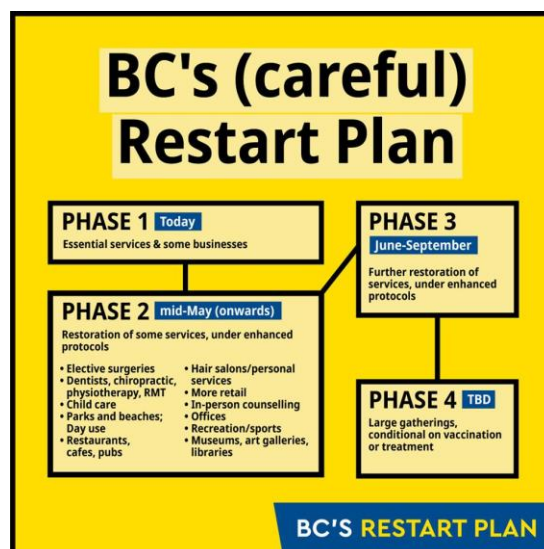 BC's (careful)
Restart Plan
PHASE 1 Today
Essential services & some businesses
PHASE 2 mid-May (onwards)
Restoration of some services, under enhanced
protocols
• Elective surgeries
• Dentists, chiropractic,
physiotherapy, RMT
• Child care
• Parks and beaches;
Day use
• Restaurants,
cafes, pubs
• Hair salons/personal
services
• More retail
• In-person counselling
• Offices
• Recreation/sports
• Museums, art galleries,
libraries
PHASE 3
June-September
Further restoration of
services, under enhanced
protocols
PHASE 4 TBD
Large gatherings,
conditional on vaccination
or treatment
BC'S RESTART PLAN